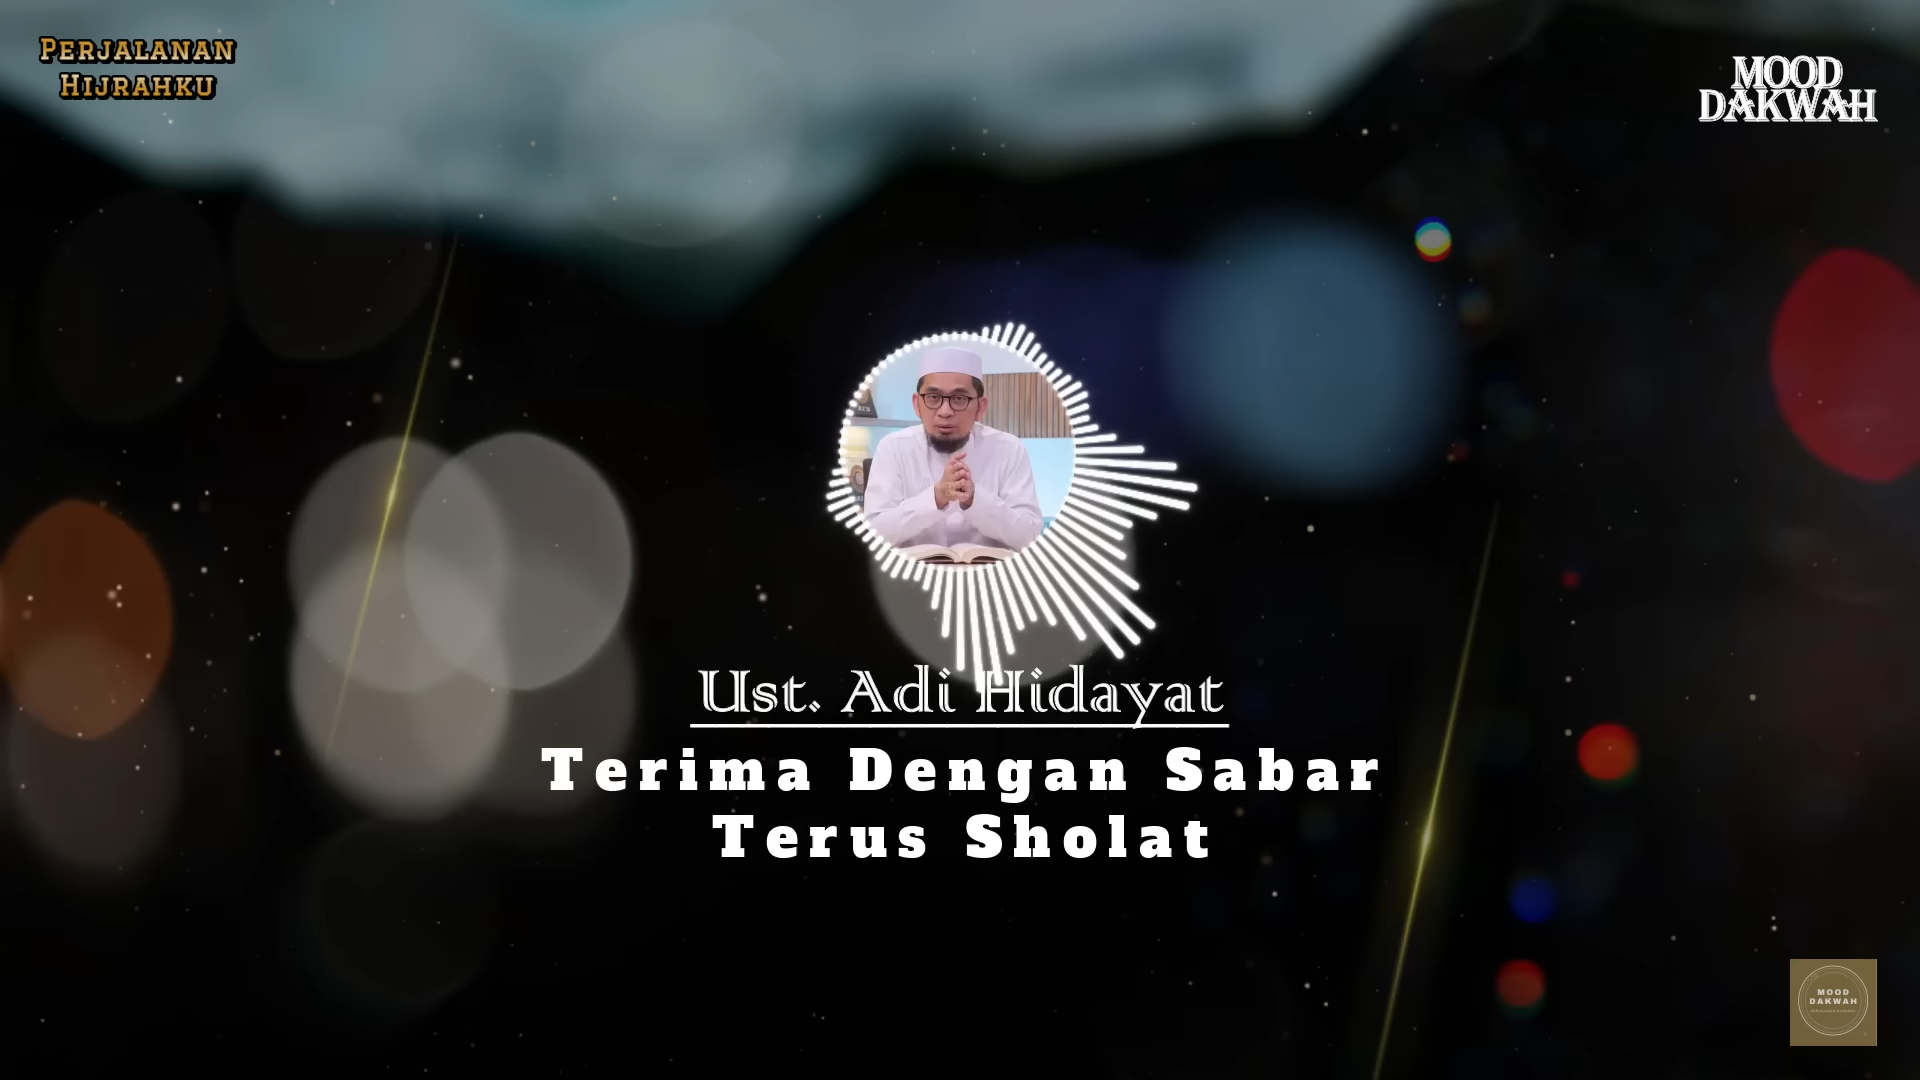 PERJALANAN
HIJRAHKU
MOOD
DAKWAH
Ust. Adi Hidayat
Terima Dengan Sabar
Terus Sholat
MOOD
DAKWAH